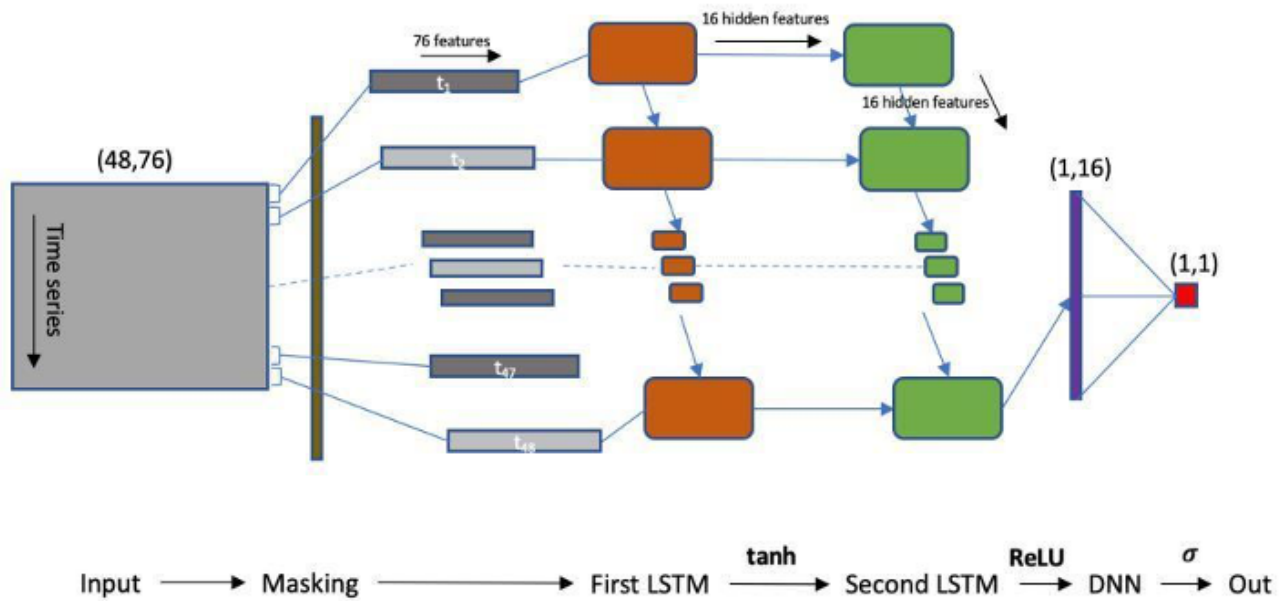 16 hidden features
76 features
t1
16 hidden features
(48,76)
t2
(1,16)
Time series
(1,1)
t47
t48
tanh
ReLU
σ
Input
Masking
First LSTM
Second LSTM
DNN
Out